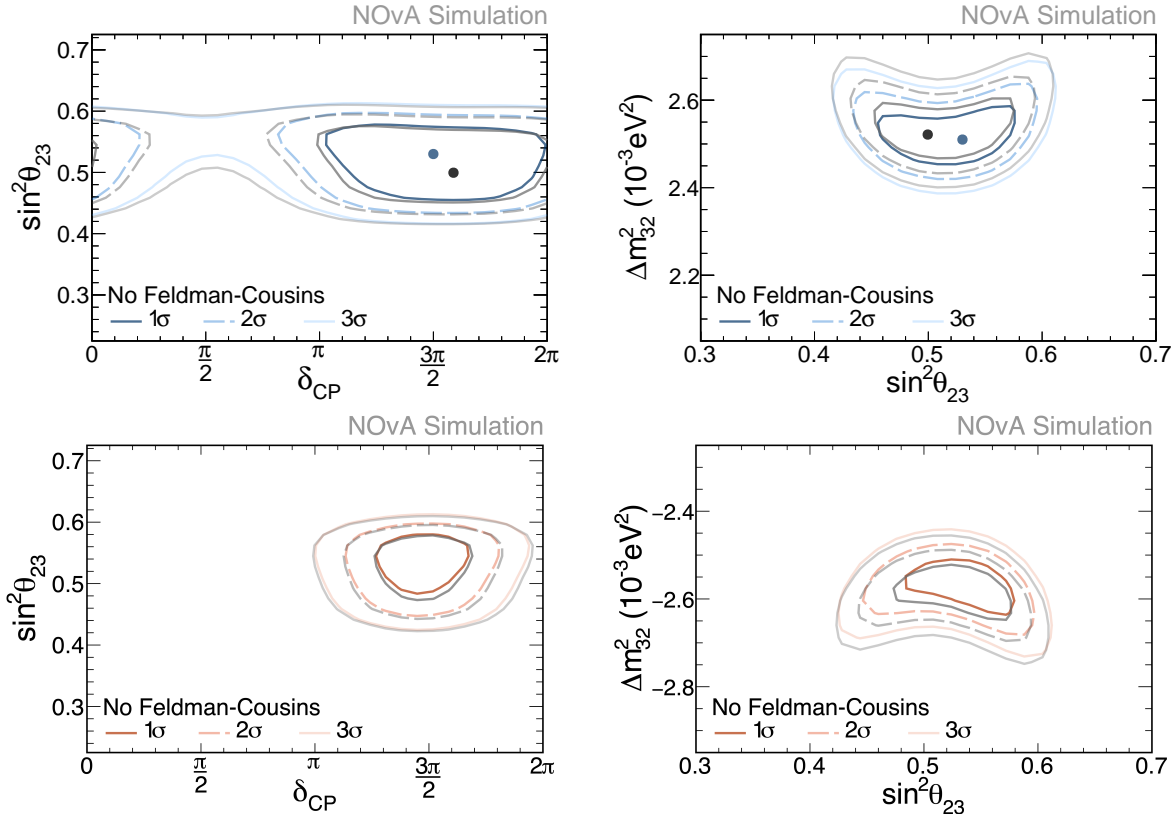 NOvA Simulation
sin²θ₂₃
0.7
0.6
0.5
0.4
0.3
No Feldman-Cousins
1σ 2σ 3σ
0 π/2 π 3π/2 2π
δCP
NOvA Simulation
Δm²₃₂ (10⁻³eV²)
2.6
2.4
2.2
No Feldman-Cousins
1σ 2σ 3σ
0.3 0.4 0.5 0.6 0.7
sin²θ₂₃
NOvA Simulation
sin²θ₂₃
0.7
0.6
0.5
0.4
0.3
No Feldman-Cousins
1σ 2σ 3σ
0 π/2 π 3π/2 2π
δCP
NOvA Simulation
Δm²₃₂ (10⁻³eV²)
−2.4
−2.6
−2.8
No Feldman-Cousins
1σ 2σ 3σ
0.3 0.4 0.5 0.6 0.7
sin²θ₂₃